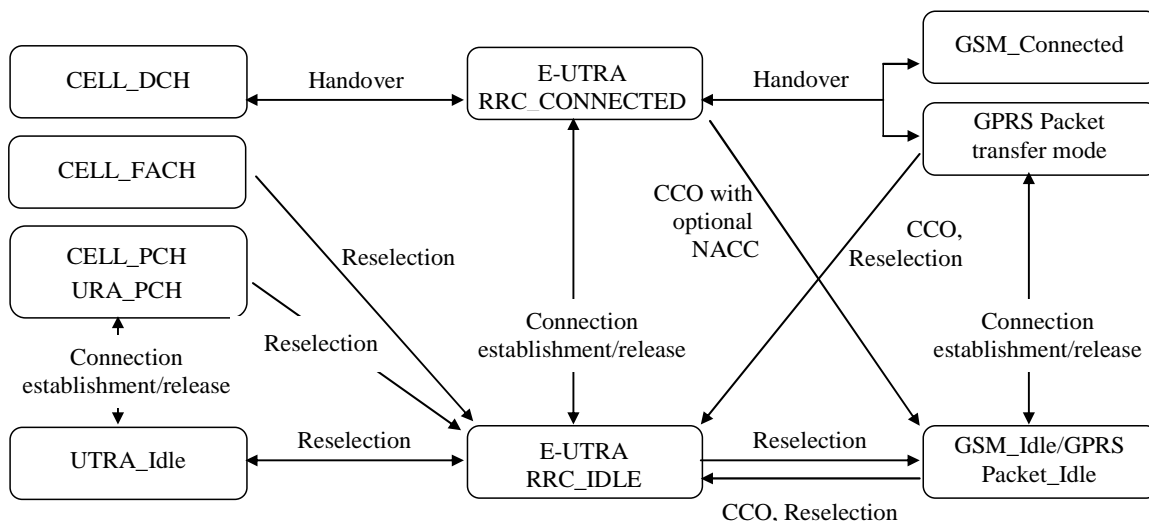 GSM_Connected
CELL_DCH
Handover
E-UTRA
RRC_CONNECTED
Handover
GPRS Packet
transfer mode
CELL_FACH
CCO with
optional
NACC
CCO,
Reselection
CELL_PCH
URA_PCH
Reselection
Reselection
Connection
establishment/release
Connection
establishment/release
Connection
establishment/release
UTRA_Idle
Reselection
E-UTRA
RRC_IDLE
Reselection
GSM_Idle/GPRS
Packet_Idle
CCO, Reselection